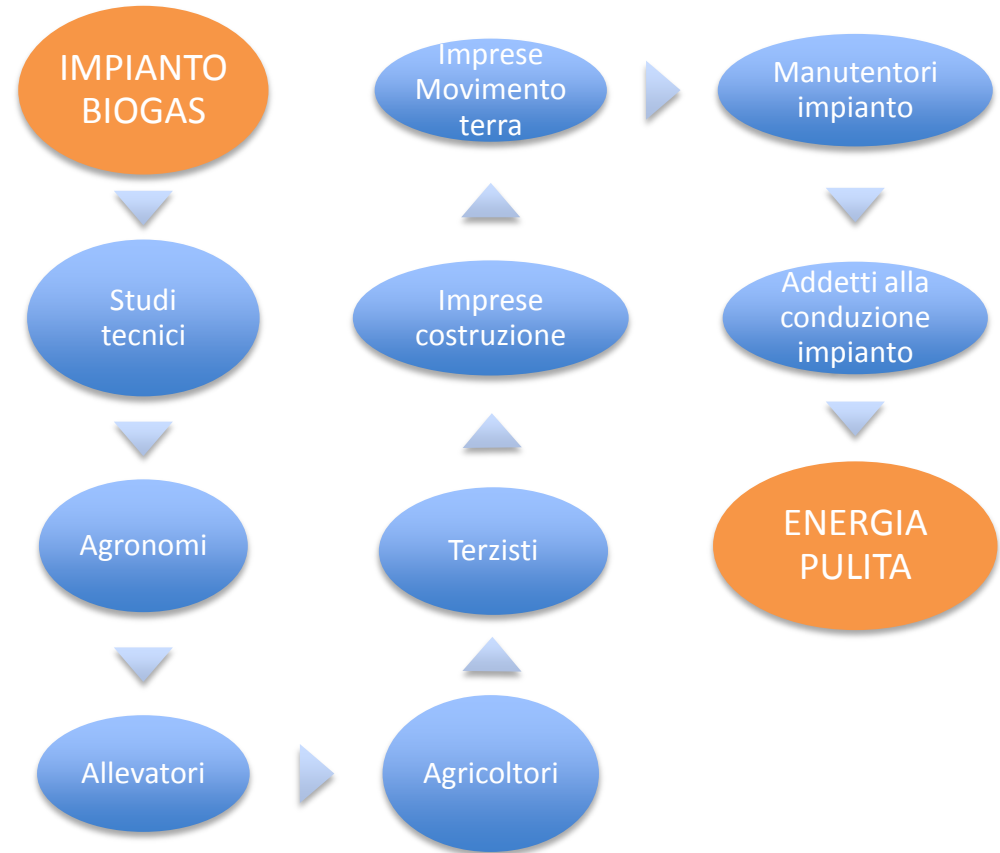 IMPIANTO
BIOGAS
Studi
tecnici
Agronomi
Allevatori
Agricoltori
Terzisti
Imprese
costruzione
Imprese
Movimento
terra
Manutentori
impianto
Addetti alla
conduzione
impianto
ENERGIA
PULITA